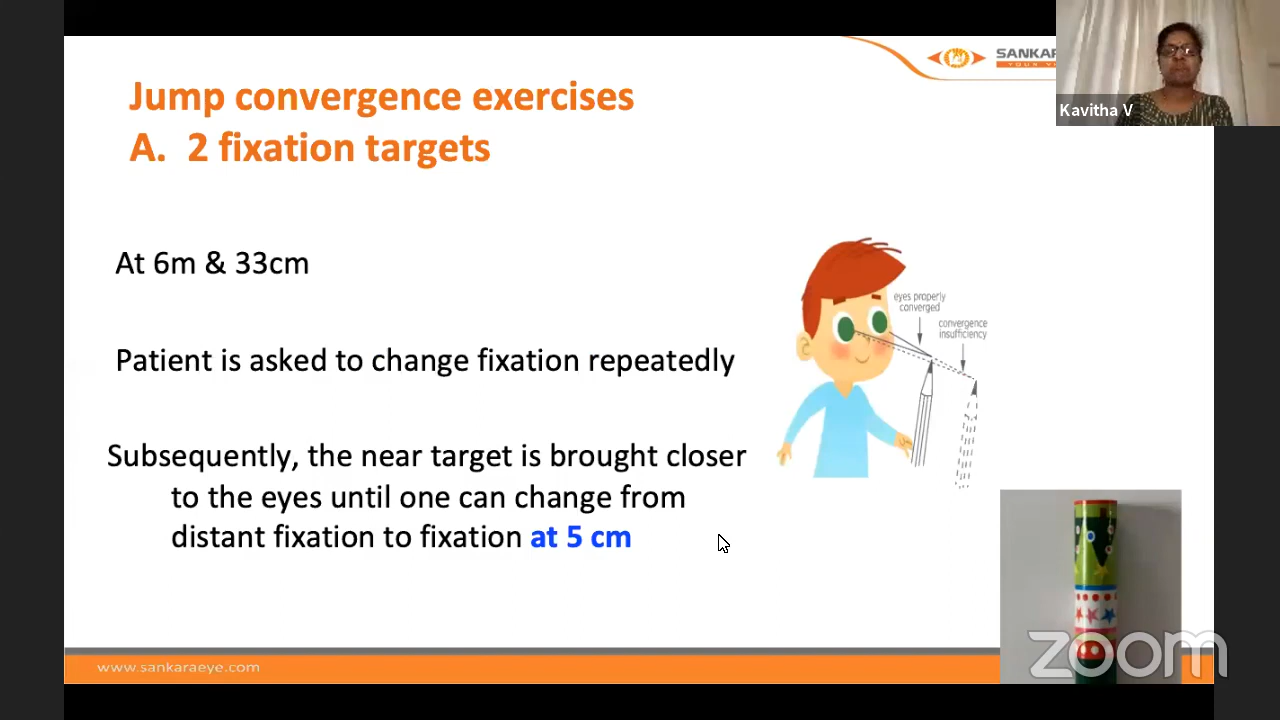 Jump convergence exercises
A. 2 fixation targets
SANKAR
Kavitha V
At 6m & 33cm
Patient is asked to change fixation repeatedly
Subsequently, the near target is brought closer
to the eyes until one can change from
distant fixation to fixation at 5 cm
eyes properly
converged
convergence
insufficiency
www.sankaraeye.com
zoom